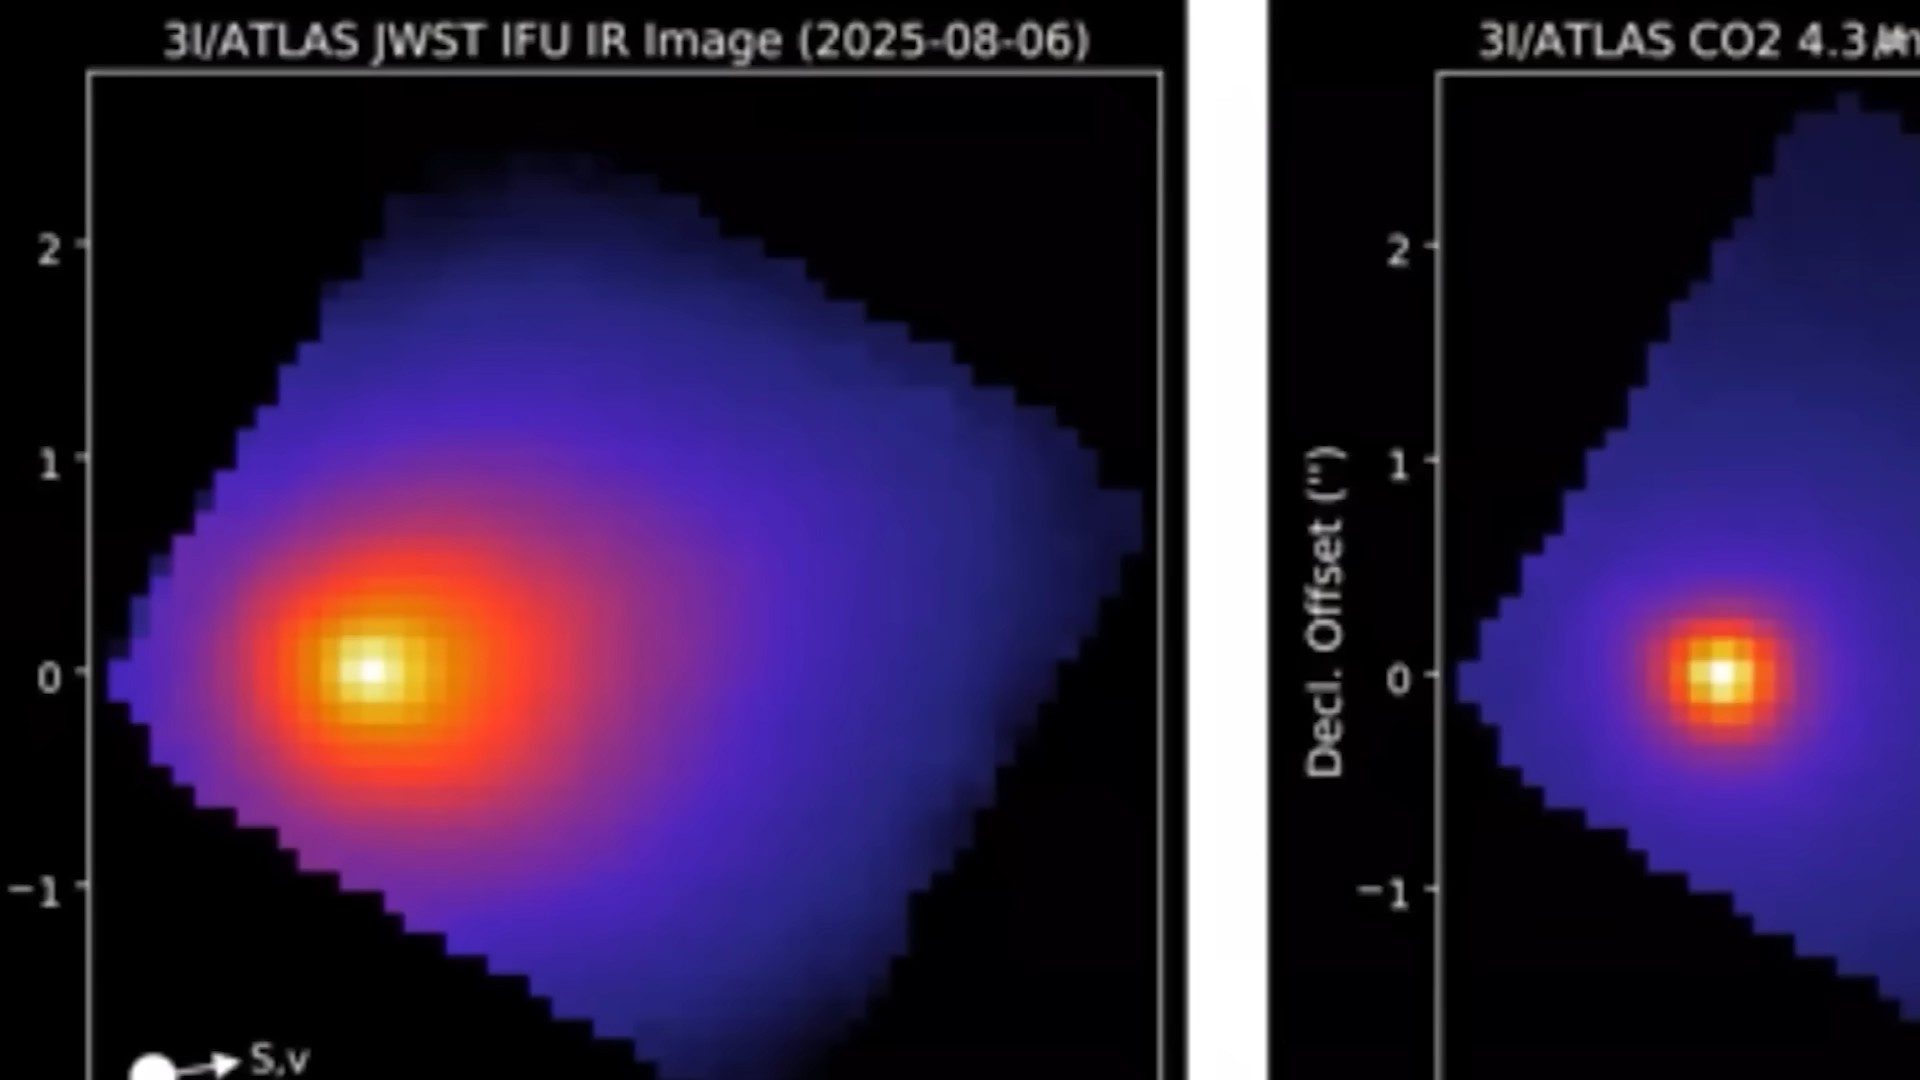 3I/ATLAS JWST IFU IR Image (2025-08-06)
2
1
0
−1
S,v
3I/ATLAS CO2 4.3
Decl. Offset (")
2
1
0
−1